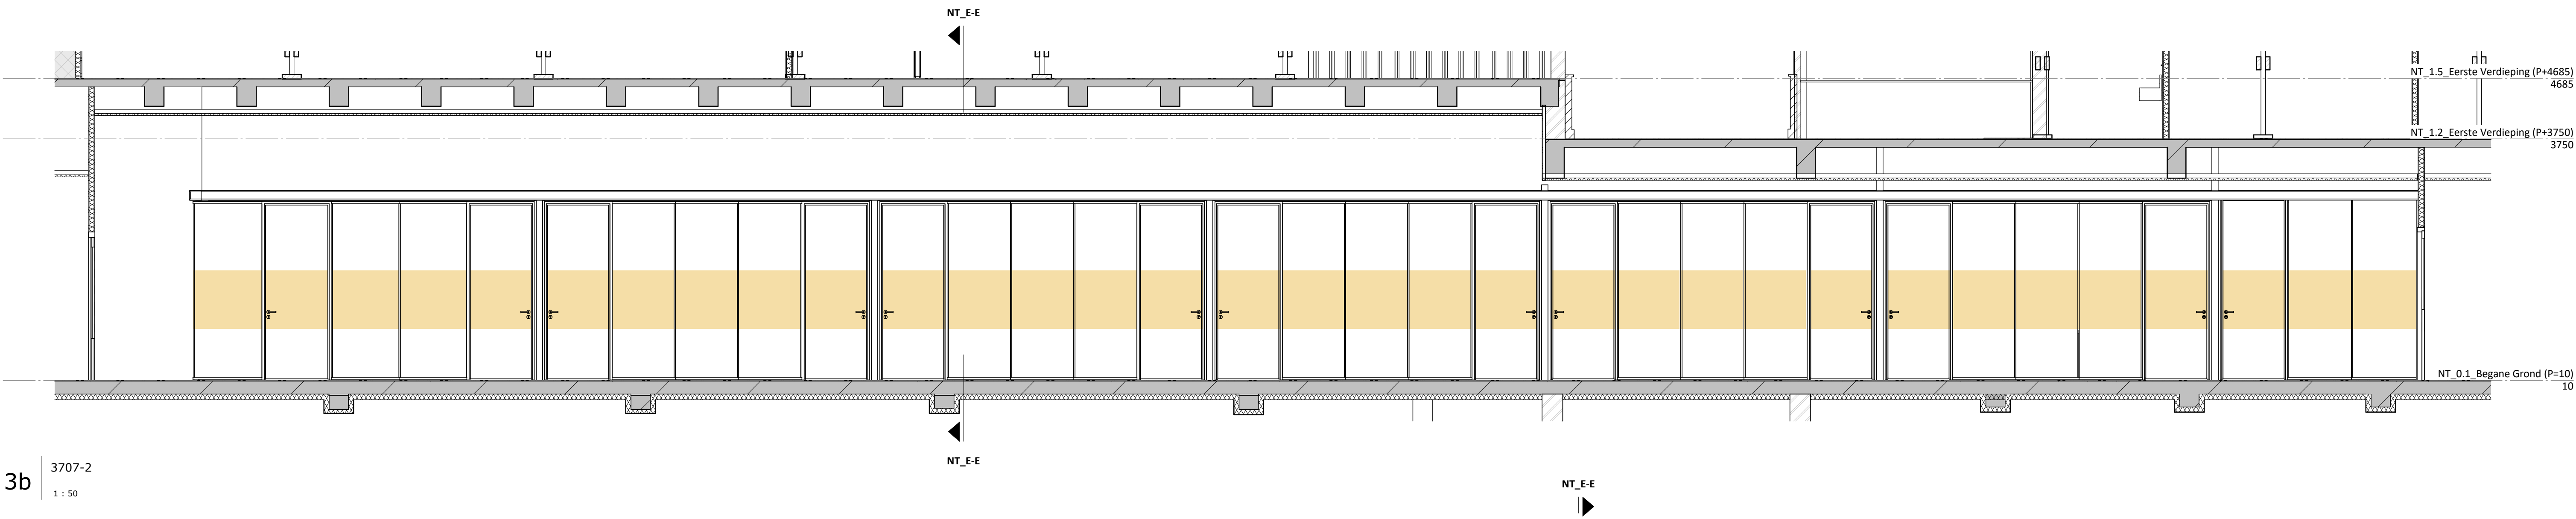 NT_E-E
NT_1.5_Eerste Verdieping (P+4685)
4685
NT_1.2_Eerste Verdieping (P+3750)
3750
NT_0.1_Begane Grond (P=10)
10
NT_E-E
3b
3707-2
1 : 50
NT_E-E